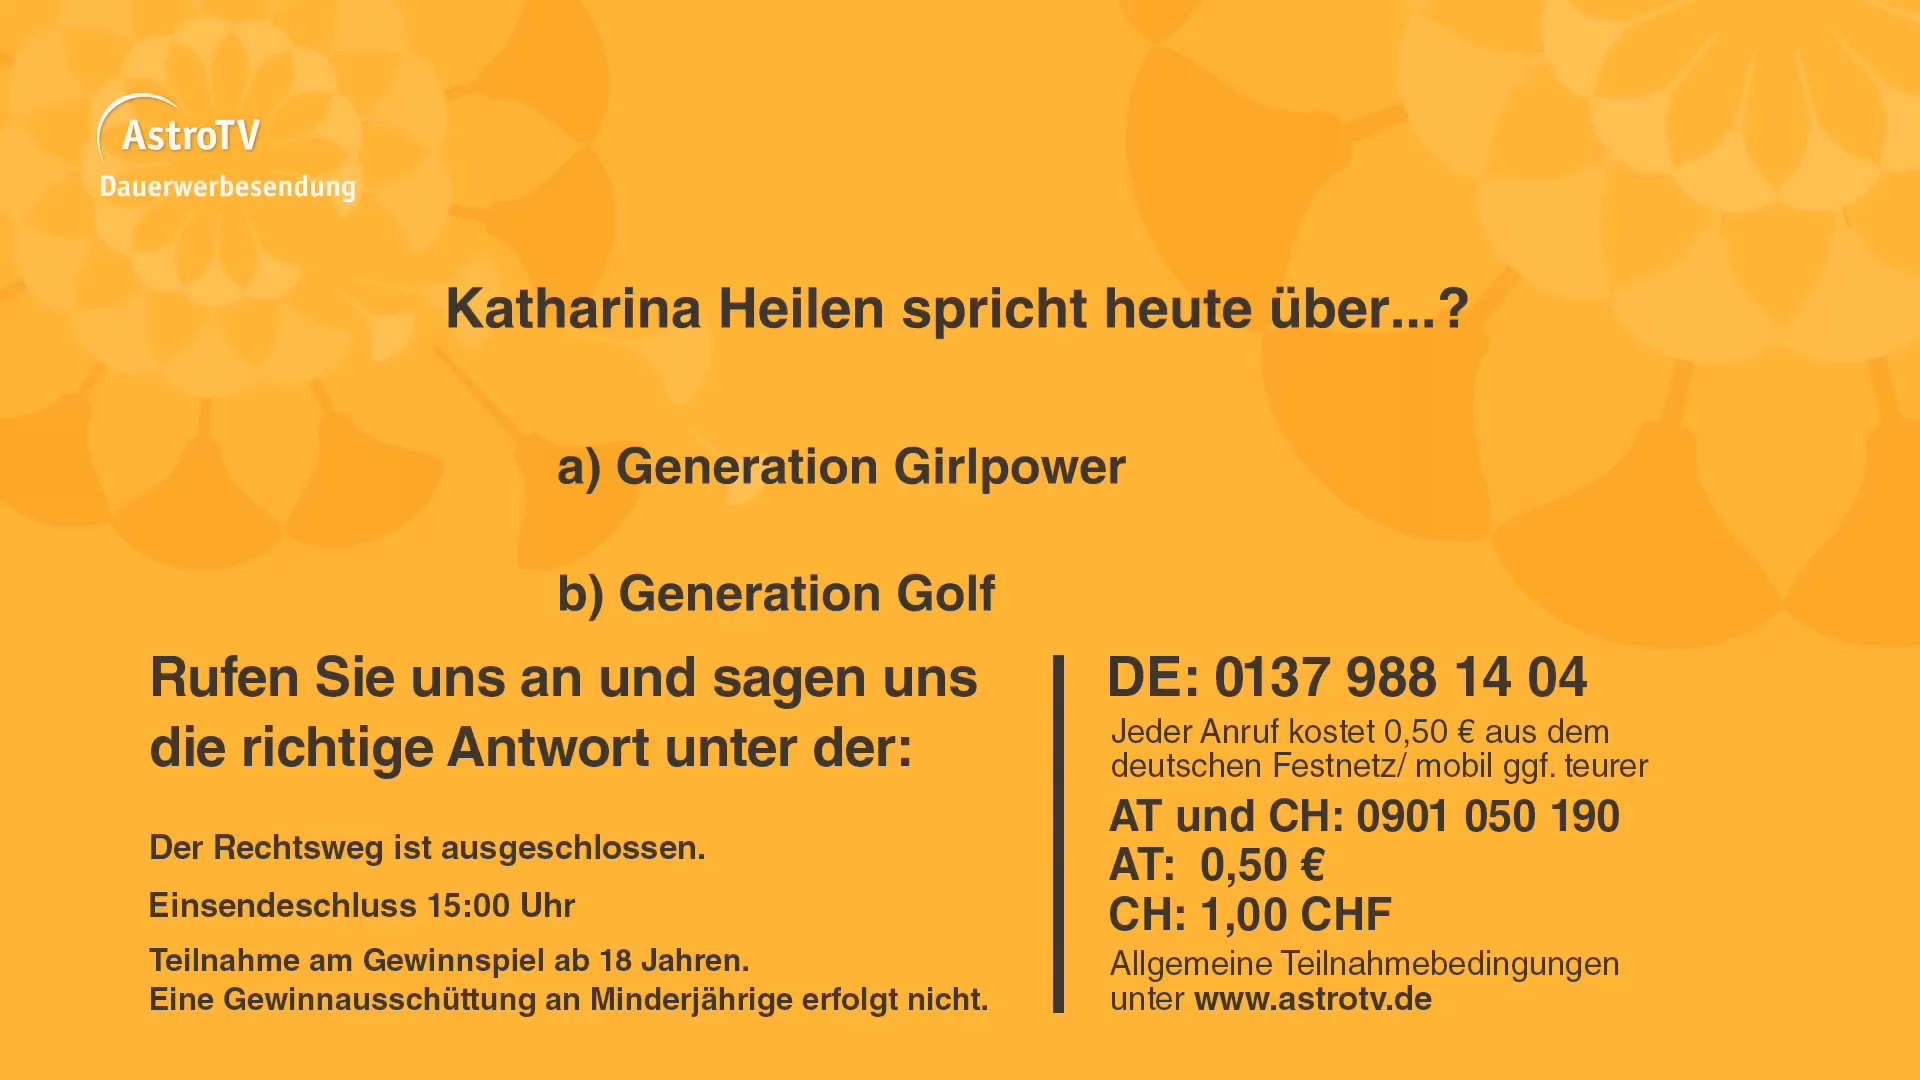 AstroTV
Dauerwerbesendung
Katharina Heilen spricht heute über...?
a) Generation Girlpower
b) Generation Golf
Rufen Sie uns an und sagen uns
die richtige Antwort unter der:
Der Rechtsweg ist ausgeschlossen.
Einsendeschluss 15:00 Uhr
Teilnahme am Gewinnspiel ab 18 Jahren.
Eine Gewinnausschüttung an Minderjährige erfolgt nicht.
DE: 0137 988 14 04
Jeder Anruf kostet 0,50 € aus dem
deutschen Festnetz/ mobil ggf. teurer
AT und CH: 0901 050 190
AT: 0,50 €
CH: 1,00 CHF
Allgemeine Teilnahmebedingungen
unter www.astrotv.de